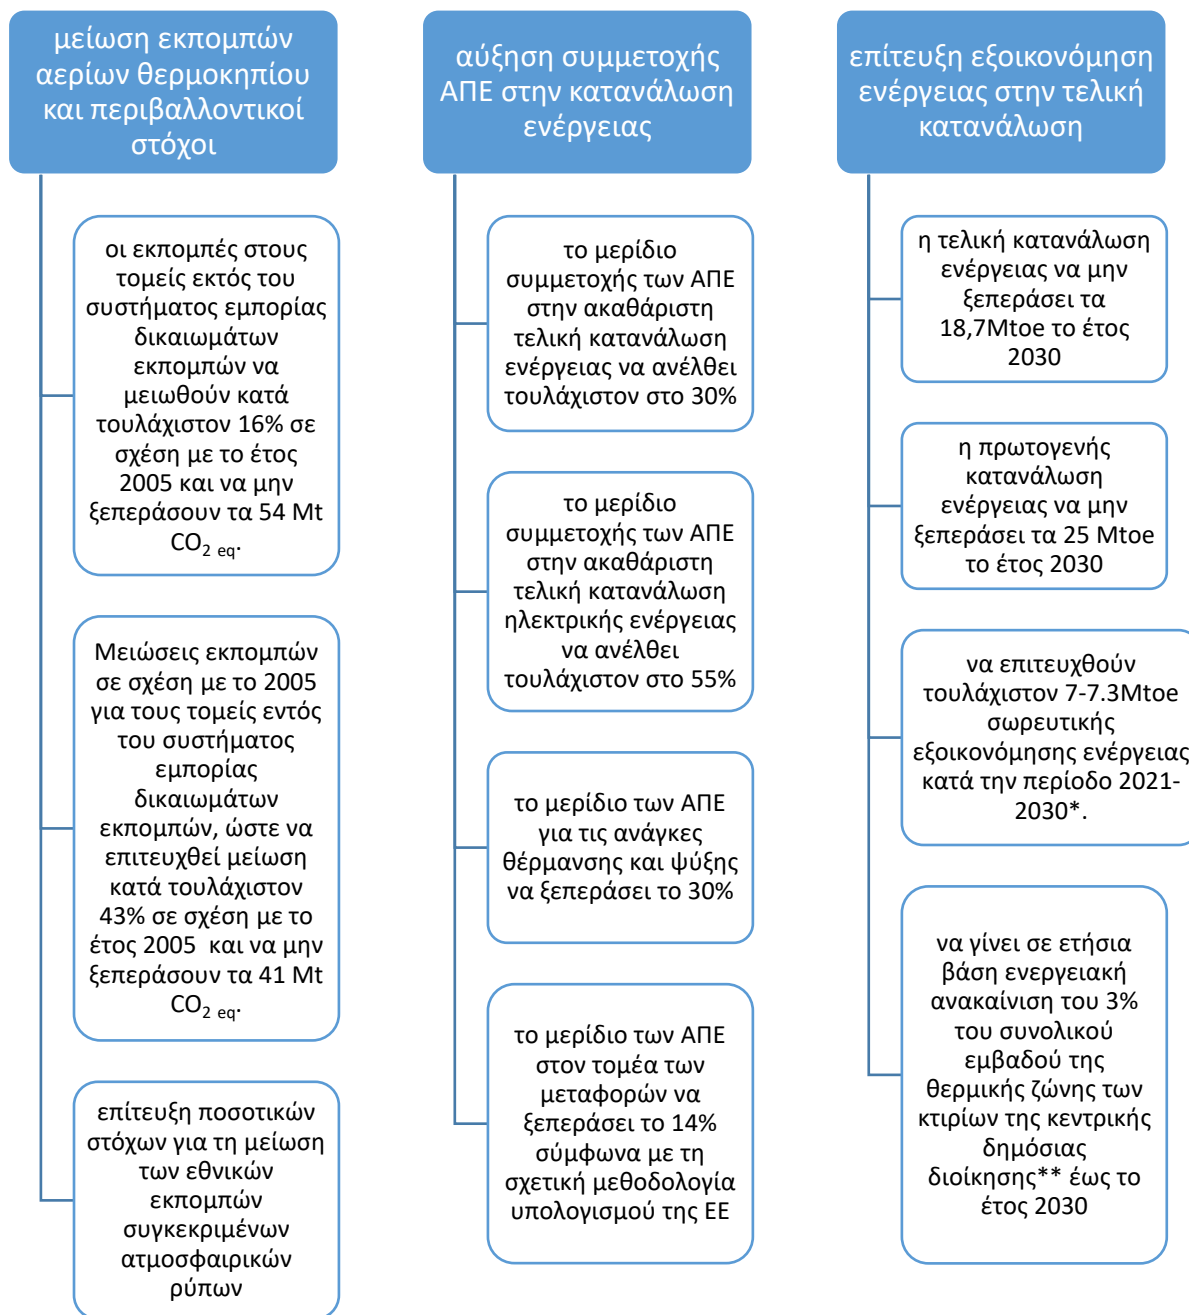 μείωση εκπομπών
αερίων θερμοκηπίου
και περιβαλλοντικοί
στόχοι
οι εκπομπές στους
τομείς εκτός του
συστήματος εμπορίας
δικαιωμάτων
εκπομπών να
μειωθούν κατά
τουλάχιστον 16% σε
σχέση με το έτος
2005 και να μην
ξεπεράσουν τα 54 Mt
CO2 eq.
Μειώσεις εκπομπών
σε σχέση με το 2005
για τους τομείς εντός
του συστήματος
εμπορίας
δικαιωμάτων
εκπομπών, ώστε να
επιτευχθεί μείωση
κατά τουλάχιστον
43% σε σχέση με το
έτος 2005 και να μην
ξεπεράσουν τα 41 Mt
CO2 eq.
επίτευξη ποσοτικών
στόχων για τη μείωση
των εθνικών
εκπομπών
συγκεκριμένων
ατμοσφαιρικών
ρύπων
αύξηση συμμετοχής
ΑΠΕ στην κατανάλωση
ενέργειας
το μερίδιο
συμμετοχής των ΑΠΕ
στην ακαθάριστη
τελική κατανάλωση
ενέργειας να ανέλθει
τουλάχιστον στο 30%
το μερίδιο
συμμετοχής των ΑΠΕ
στην ακαθάριστη
τελική κατανάλωση
ηλεκτρικής ενέργειας
να ανέλθει
τουλάχιστον στο 55%
το μερίδιο των ΑΠΕ
για τις ανάγκες
θέρμανσης και ψύξης
να ξεπεράσει το 30%
το μερίδιο των ΑΠΕ
στον τομέα των
μεταφορών να
ξεπεράσει το 14%
σύμφωνα με τη
σχετική μεθοδολογία
υπολογισμού της ΕΕ
επίτευξη εξοικονόμηση
ενέργειας στην τελική
κατανάλωση
η τελική κατανάλωση
ενέργειας να μην
ξεπεράσει τα
18,7Mtoe το έτος
2030
η πρωτογενής
κατανάλωση
ενέργειας να μην
ξεπεράσει τα 25 Mtoe
το έτος 2030
να επιτευχθούν
τουλάχιστον 7-7.3Mtoe
σωρευτικής
εξοικονόμησης ενέργειας
κατά την περίοδο 2021-
2030*.
να γίνει σε ετήσια
βάση ενεργειακή
ανακαίνιση του 3%
του συνολικού
εμβαδού της
θερμικής ζώνης των
κτιρίων της κεντρικής
δημόσιας
διοίκησης** έως το
έτος 2030